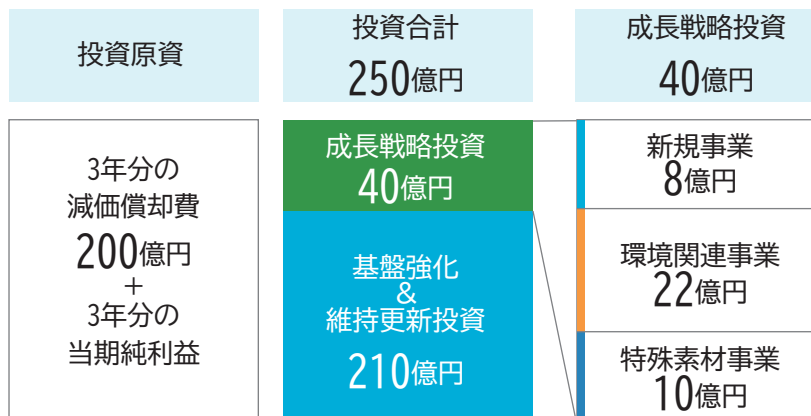 投資原資
3年分の
減価償却費
200億円
+
3年分の
当期純利益
投資合計
250億円
成長戦略投資
40億円
基盤強化
&
維持更新投資
210億円
成長戦略投資
40億円
新規事業
8億円
環境関連事業
22億円
特殊素材事業
10億円